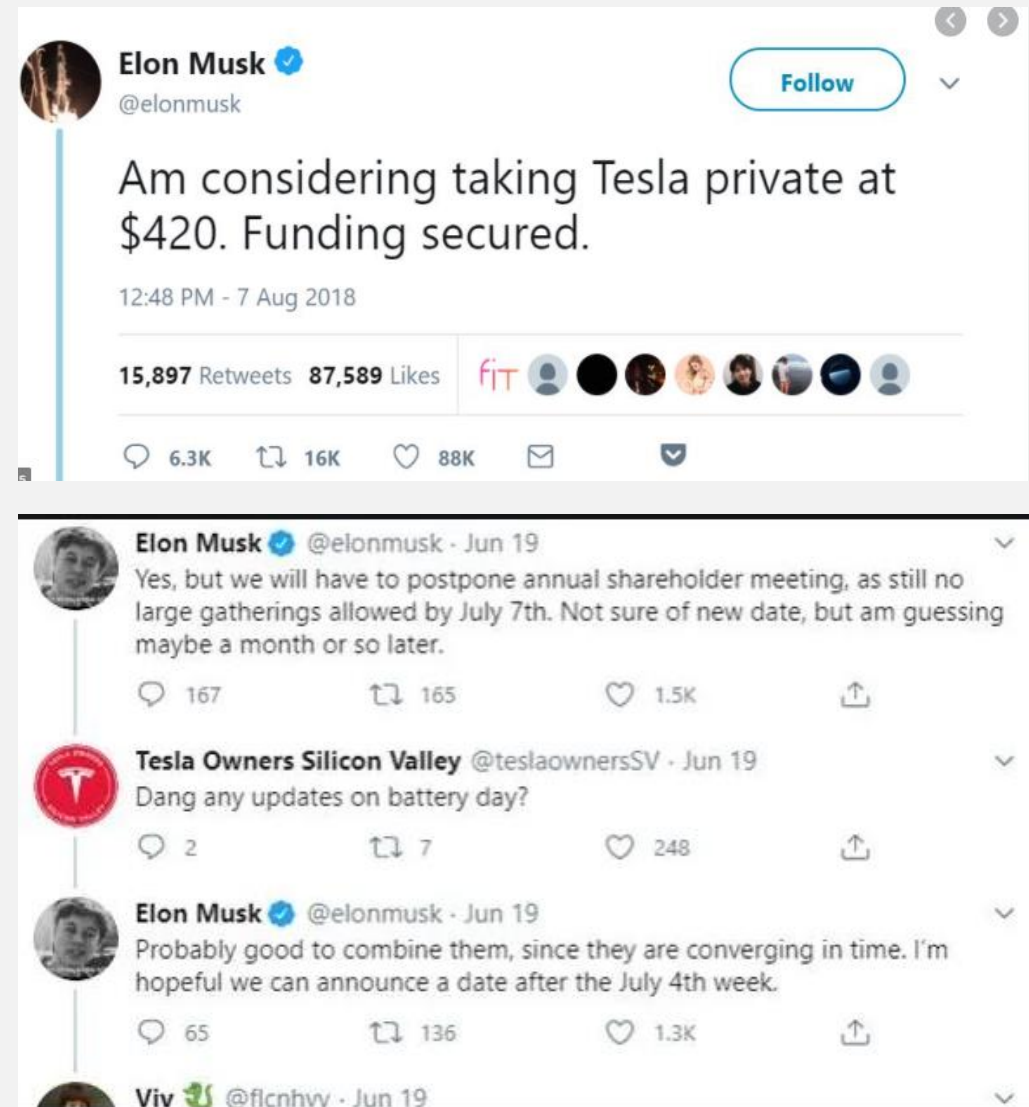 Elon Musk
Follow
@elonmusk
Am considering taking Tesla private at
$420. Funding secured.
12:48 PM - 7 Aug 2018
15,897 Retweets 87,589 Likes
fiT
6.3K 16K 88K
Elon Musk @elonmusk · Jun 19
Yes, but we will have to postpone annual shareholder meeting, as still no
large gatherings allowed by July 7th. Not sure of new date, but am guessing
maybe a month or so later.
167 165 1.5K
Tesla Owners Silicon Valley @teslaownersSV · Jun 19
Dang any updates on battery day?
2 7 248
Elon Musk @elonmusk · Jun 19
Probably good to combine them, since they are converging in time. I'm
hopeful we can announce a date after the July 4th week.
65 136 1.3K
Viv @flcnhvy · Jun 19